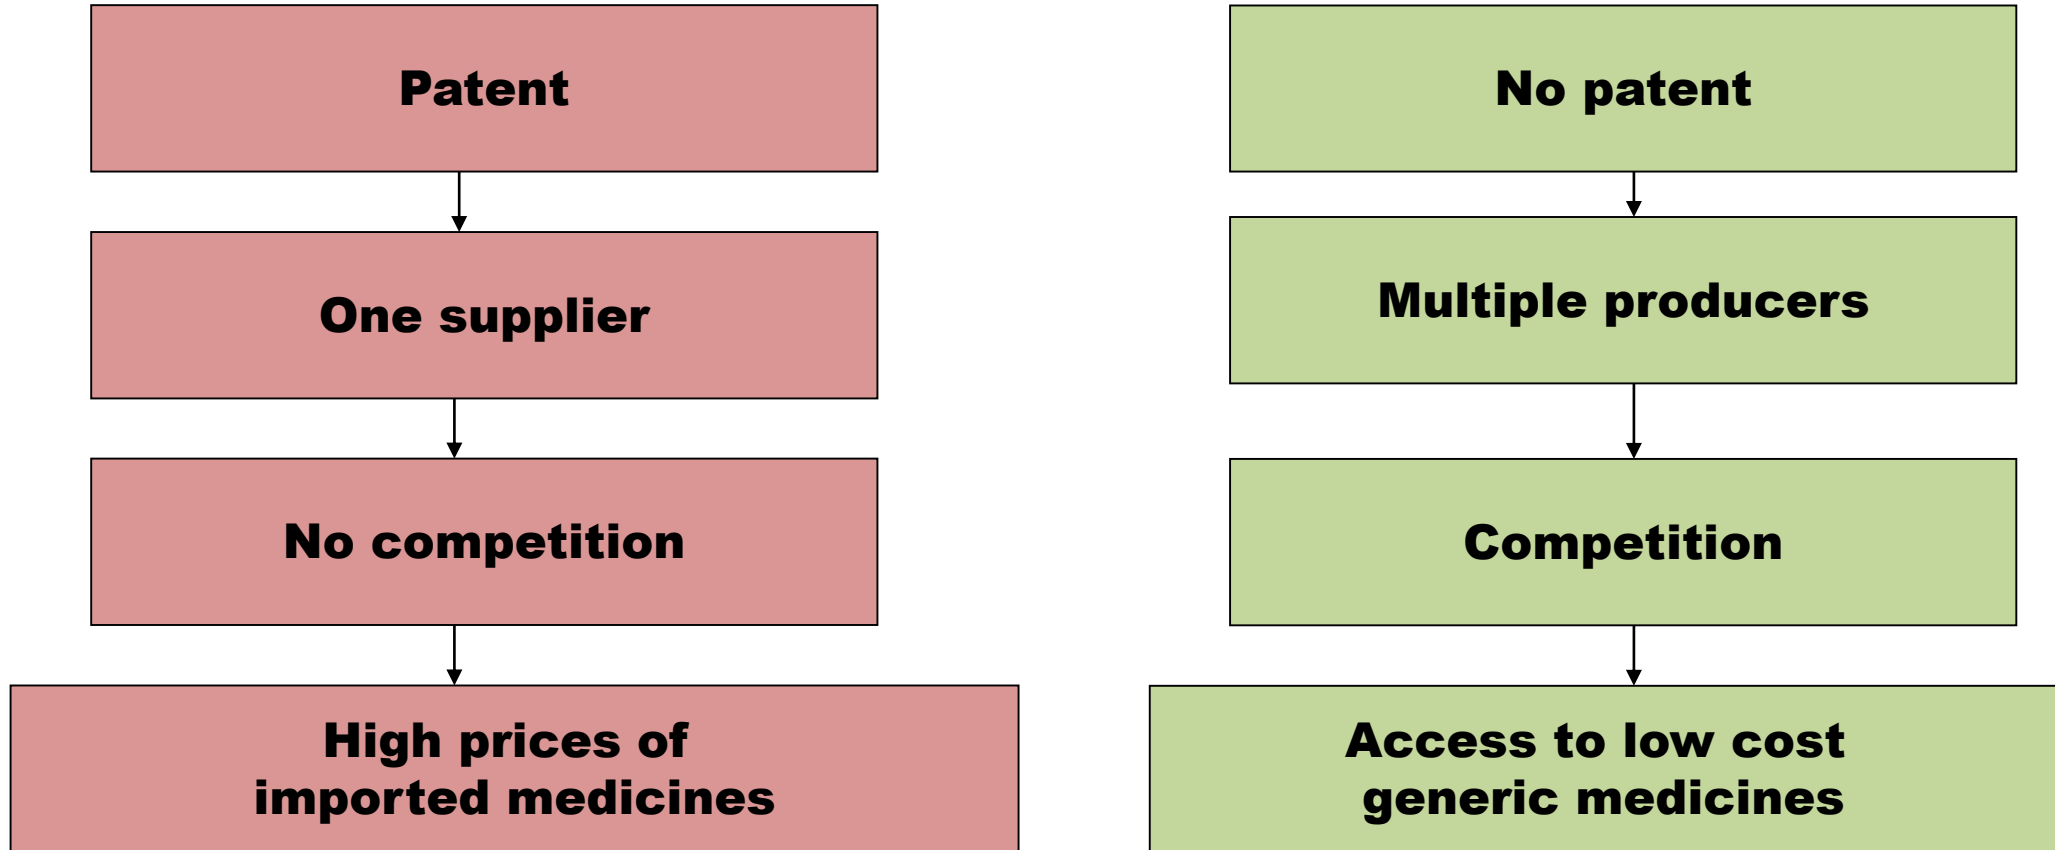 Patent
One supplier
No competition
High prices of
imported medicines
No patent
Multiple producers
Competition
Access to low cost
generic medicines